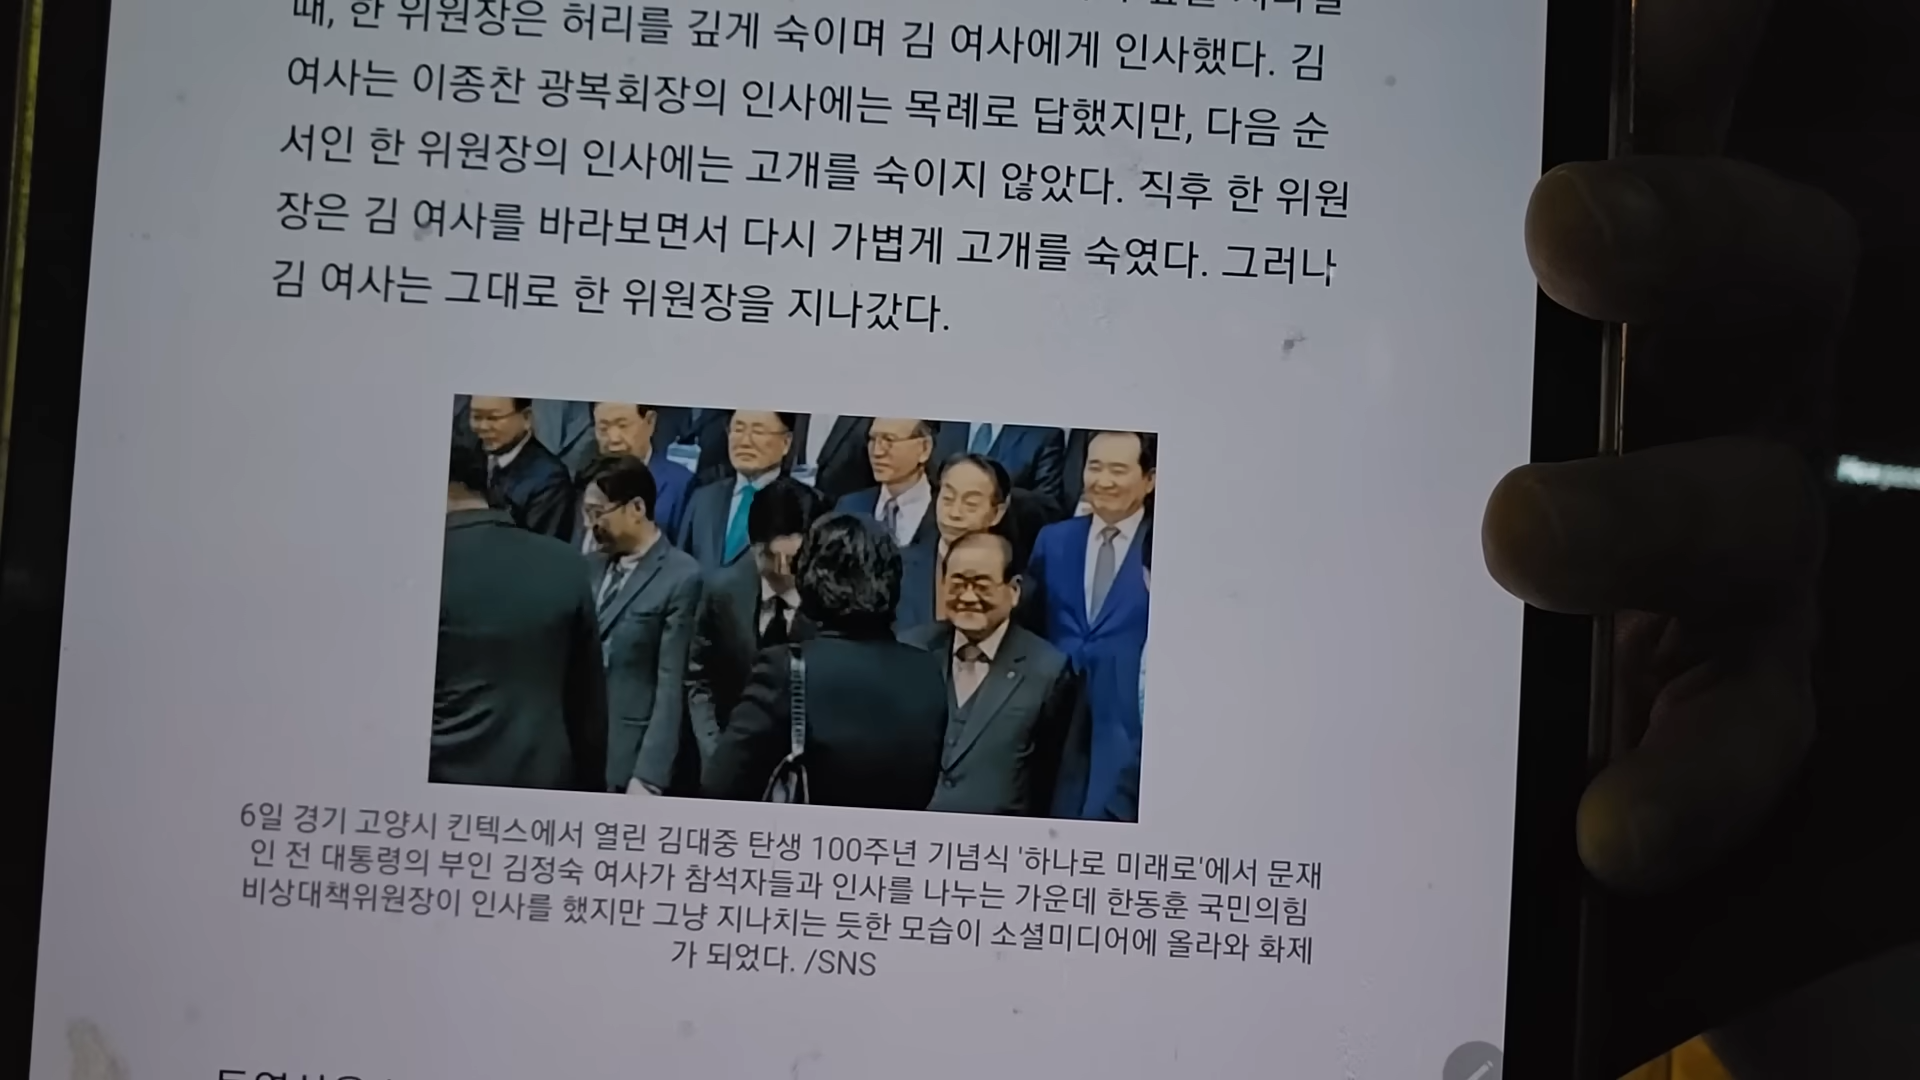 때, 한 위원장은 허리를 깊게 숙이며 김 여사에게 인사했다. 김
여사는 이종찬 광복회장의 인사에는 목례로 답했지만, 다음 순
서인 한 위원장의 인사에는 고개를 숙이지 않았다. 직후 한 위원
장은 김 여사를 바라보면서 다시 가볍게 고개를 숙였다. 그러나
김 여사는 그대로 한 위원장을 지나갔다.
6일 경기 고양시 킨텍스에서 열린 김대중 탄생 100주년 기념식 '하나로 미래로'에서 문재
인 전 대통령의 부인 김정숙 여사가 참석자들과 인사를 나누는 가운데 한동훈 국민의힘
비상대책위원장이 인사를 했지만 그냥 지나치는 듯한 모습이 소셜미디어에 올라와 화제
가 되었다. /SNS